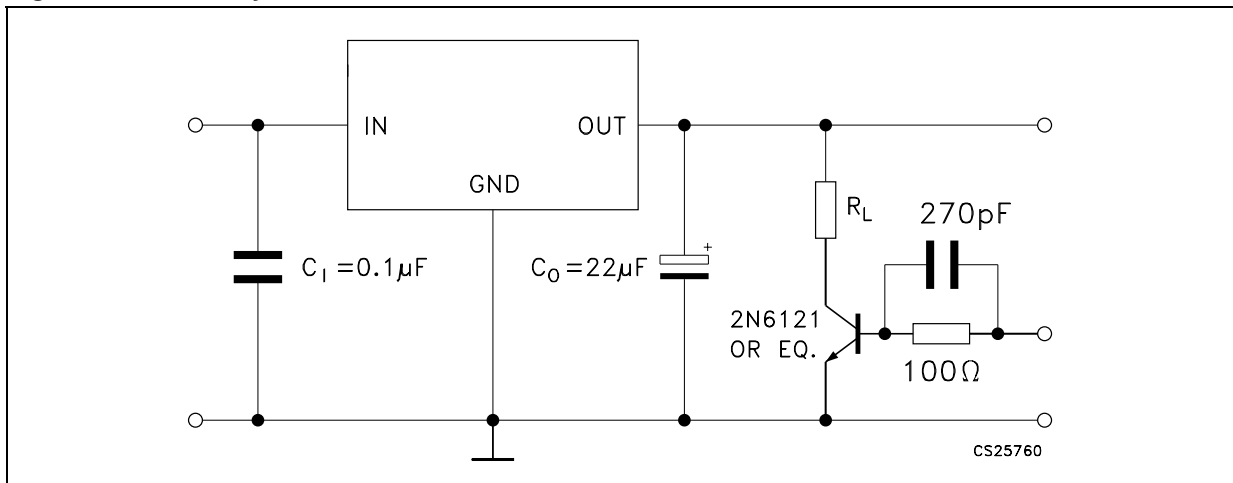 IN
OUT
GND
C_I =0.1µF
C_O =22µF
+
R_L
270pF
2N6121
OR EQ.
100Ω
CS25760